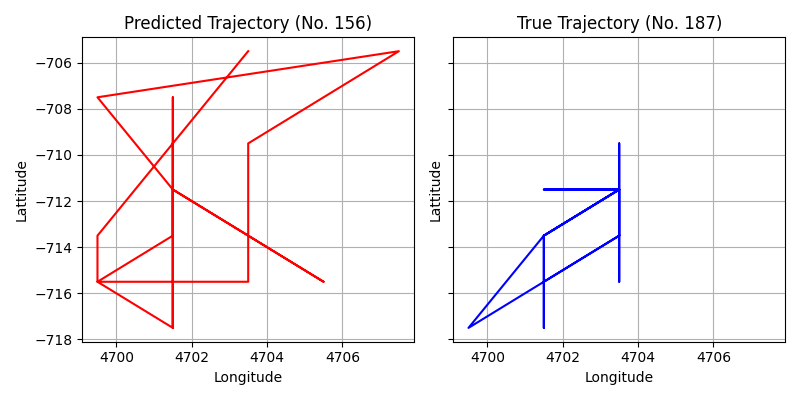 Predicted Trajectory (No. 156)
True Trajectory (No. 187)
Lattitude
−706
−708
−710
−712
−714
−716
−718
4700
4702
4704
4706
Longitude
Lattitude
4700
4702
4704
4706
Longitude